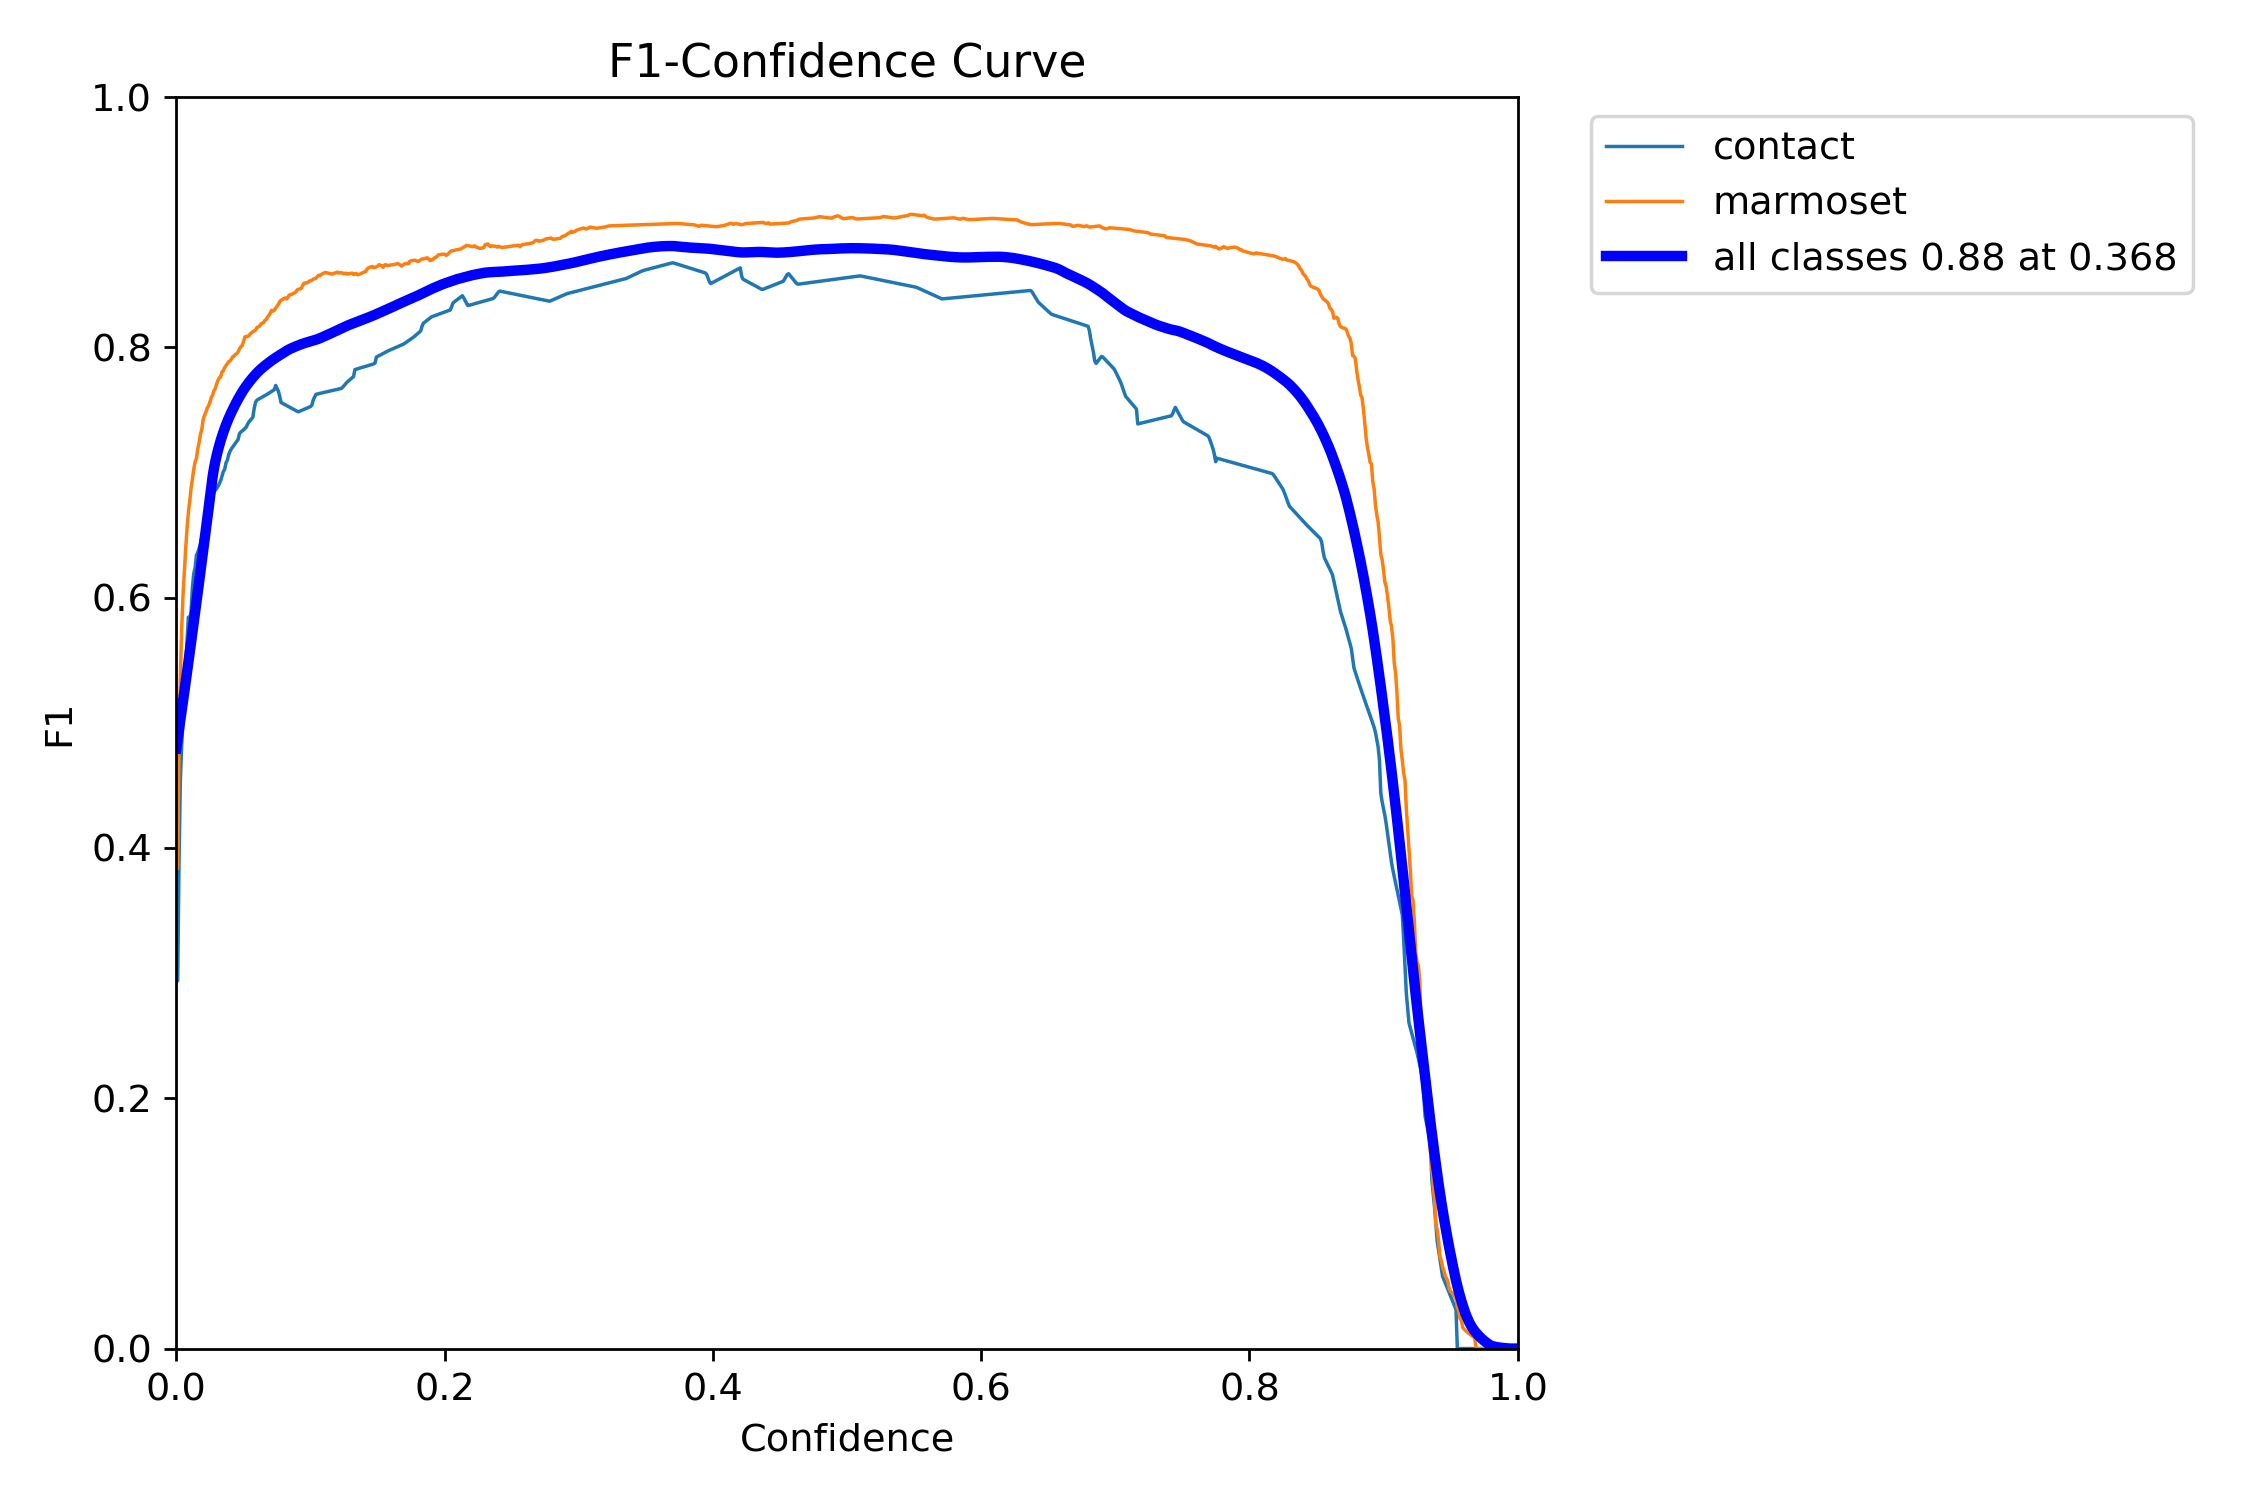 F1-Confidence Curve
contact
marmoset
all classes 0.88 at 0.368
F1
1.0
0.8
0.6
0.4
0.2
0.0
0.0 0.2 0.4 0.6 0.8 1.0
Confidence